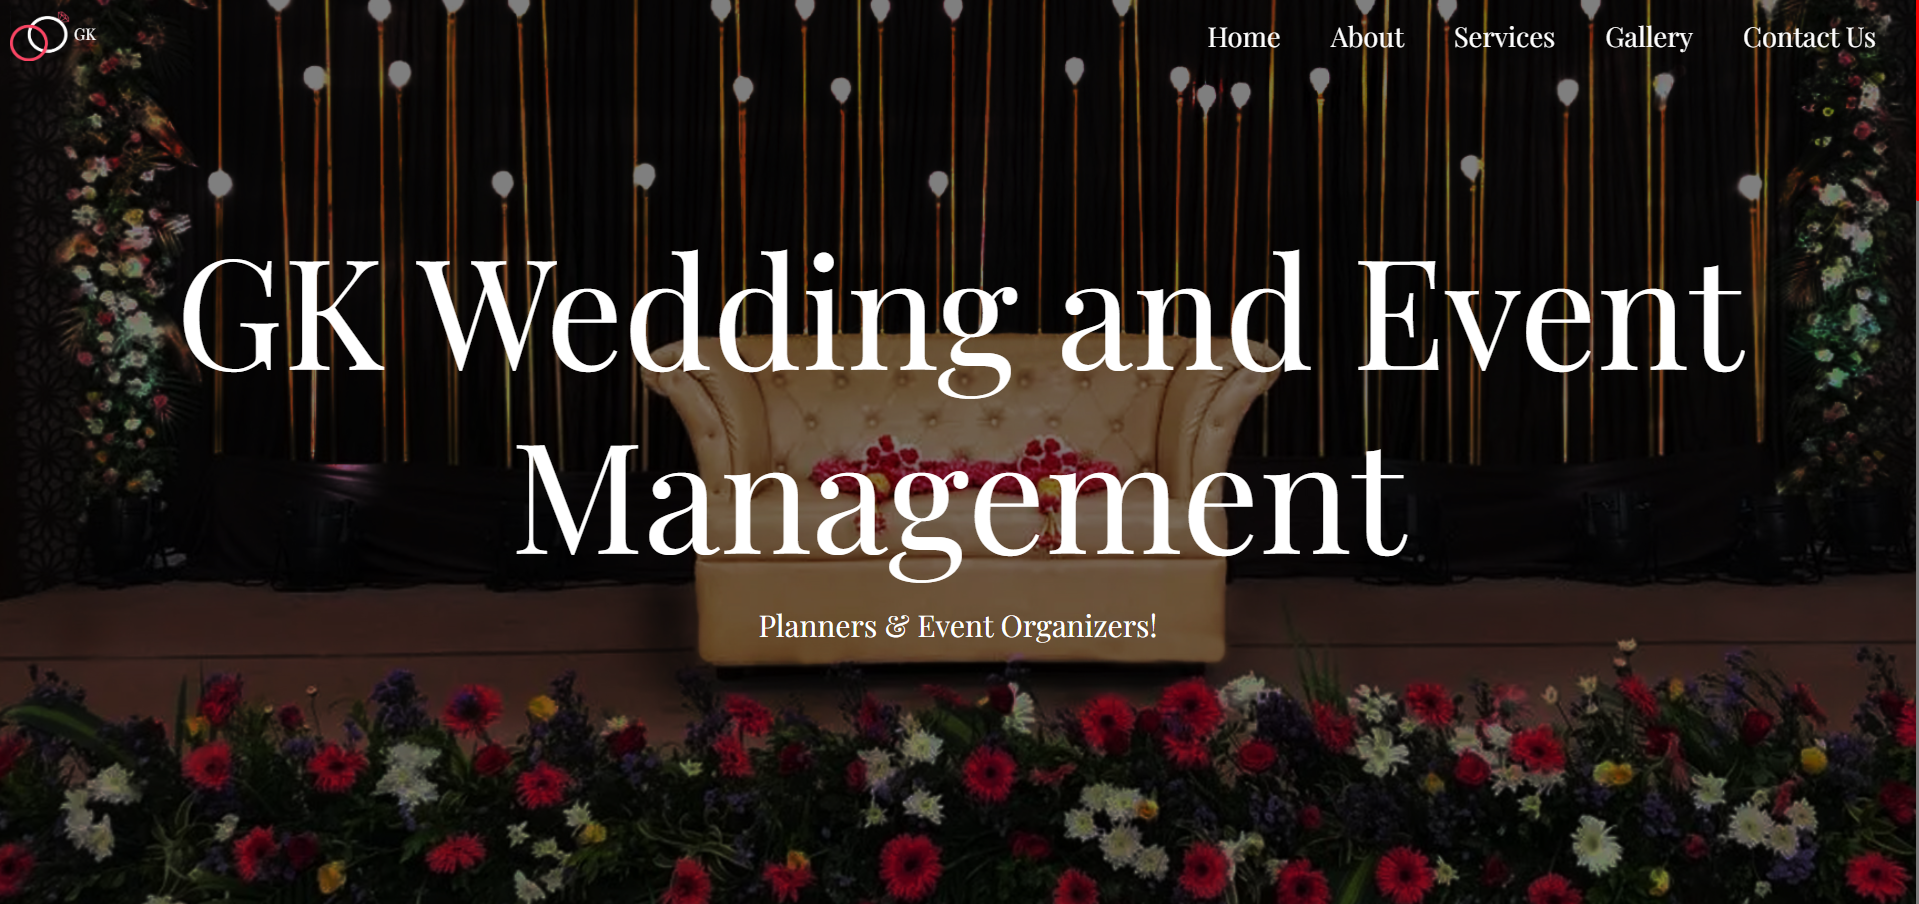 GK
Home
About
Services
Gallery
Contact Us
GK Wedding and Event
Management
Planners & Event Organizers!